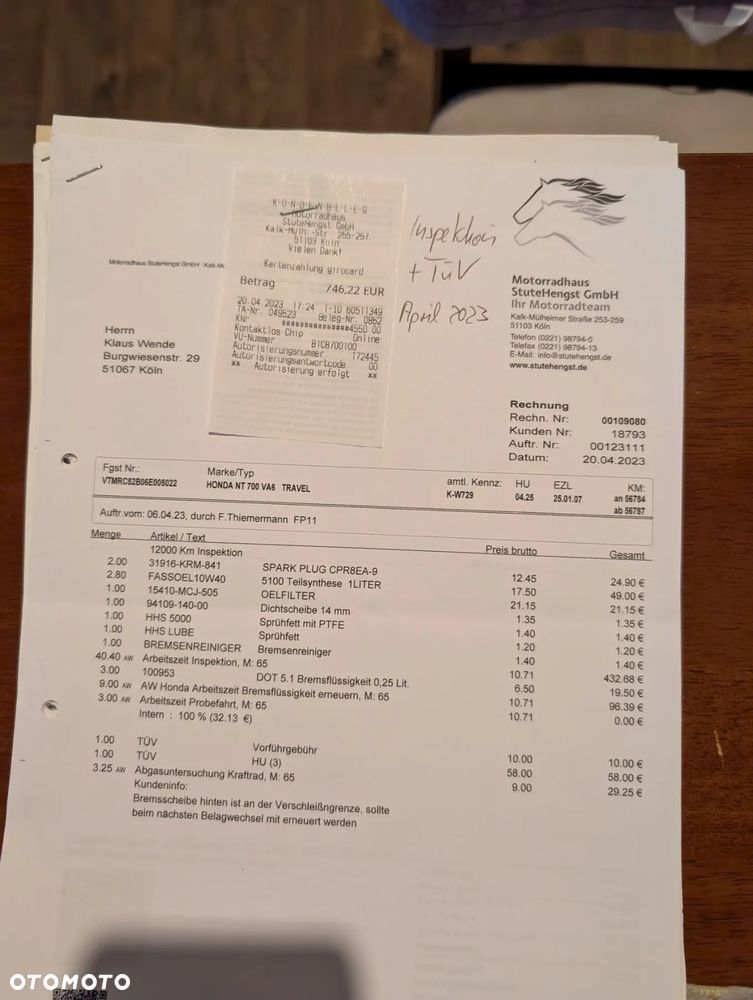 K-U-N-D-E-N-B-E-L-E-G
Motorradhaus
StuteHengst GmbH
Kalk-Mülh.-Str. 255-257
51103 Köln
Vielen Dank!
Kartenzahlung girocard
Betrag 746,22 EUR
20.04.2023 17:24 T-ID 60511349
TA-Nr. 049523 Beleg-Nr. 0862
KNr ###############4550 00
Kontaktlos Chip Online
VU-Nummer B1C8700100
Autorisierungsnummer 172445
Autorisierungsantwortcode 00
** Autorisierung erfolgt **
Inspektion
+ TüV
April 2023
Motorradhaus
StuteHengst GmbH
Ihr Motorradteam
Kalk-Mülheimer Straße 253-259
51103 Köln
Telefon (0221) 98794-0
Telefax (0221) 98794-13
E-Mail: info@stutehengst.de
www.stutehengst.de
Motorradhaus StuteHengst GmbH - Kalk-Mü
Herrn
Klaus Wende
Burgwiesenstr. 29
51067 Köln
Rechnung
Rechn. Nr: 00109080
Kunden Nr: 18793
Auftr. Nr: 00123111
Datum: 20.04.2023
Fgst Nr.: Marke/Typ amtl. Kennz: HU EZL KM:
VTMRC52B06E005022 HONDA NT 700 VA6 TRAVEL K-W729 04.25 25.01.07 an 56784
ab 56787
Auftr.vom: 06.04.23, durch F.Thiemermann FP11
Menge Artikel / Text Preis brutto Gesamt
12000 Km Inspektion
2.00 31916-KRM-841 SPARK PLUG CPR8EA-9 12.45 24.90 €
2.80 FASSOEL10W40 5100 Teilsynthese 1LITER 17.50 49.00 €
1.00 15410-MCJ-505 OELFILTER 21.15 21.15 €
1.00 94109-140-00 Dichtscheibe 14 mm 1.35 1.35 €
1.00 HHS 5000 Sprühfett mit PTFE 1.40 1.40 €
1.00 HHS LUBE Sprühfett 1.20 1.20 €
1.00 BREMSENREINIGER Bremsenreiniger 1.40 1.40 €
40.40 AW Arbeitszeit Inspektion, M: 65 10.71 432.68 €
3.00 100953 DOT 5.1 Bremsflüssigkeit 0,25 Lit. 6.50 19.50 €
9.00 AW AW Honda Arbeitszeit Bremsflüssigkeit erneuern, M: 65 10.71 96.39 €
3.00 AW Arbeitszeit Probefahrt, M: 65 10.71 0.00 €
Intern : 100 % (32.13 €)
1.00 TÜV Vorführgebühr 10.00 10.00 €
1.00 TÜV HU (3) 58.00 58.00 €
3.25 AW Abgasuntersuchung Kraftrad, M: 65 9.00 29.25 €
Kundeninfo:
Bremsscheibe hinten ist an der Verschleißngrenze, sollte
beim nächsten Belagwechsel mit erneuert werden
OTOMOTO